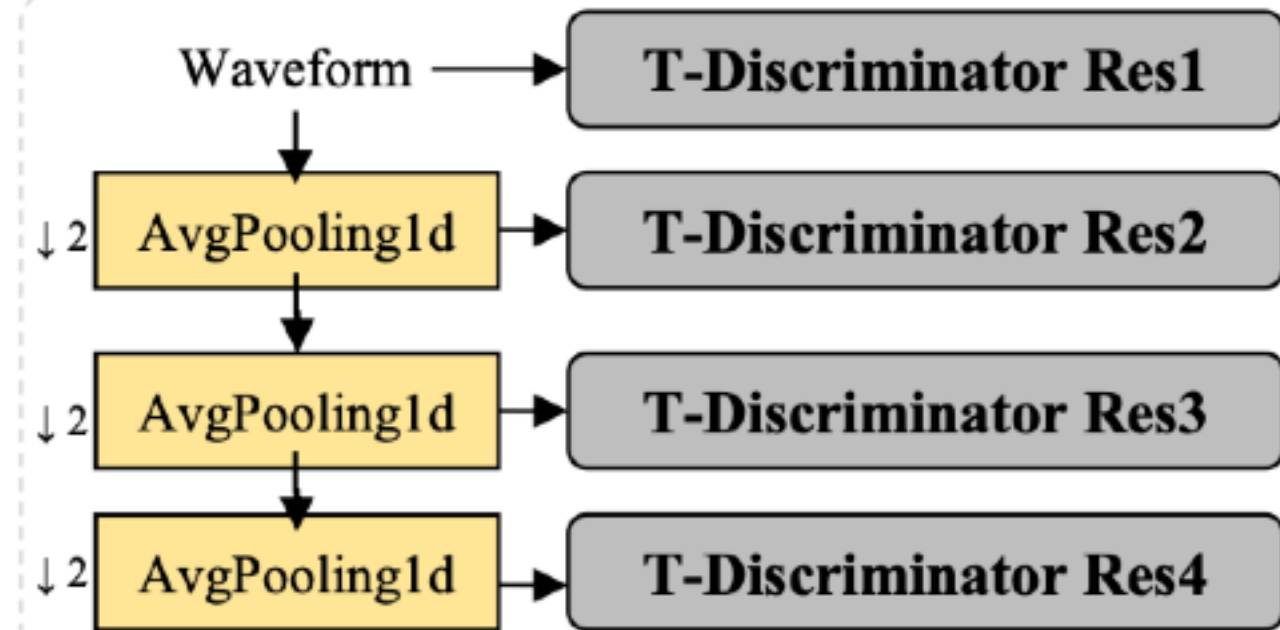 Waveform
T-Discriminator Res1
↓2
AvgPooling1d
T-Discriminator Res2
↓2
AvgPooling1d
T-Discriminator Res3
↓2
AvgPooling1d
T-Discriminator Res4